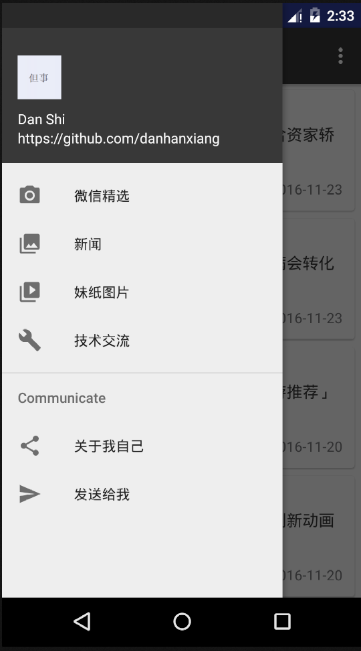 2:33
但事
Dan Shi
https://github.com/danhanxiang
微信精选
新闻
妹纸图片
技术交流
Communicate
关于我自己
发送给我
资家轿
016-11-23
会转化
016-11-23
推荐」
016-11-20
新动画
016-11-20